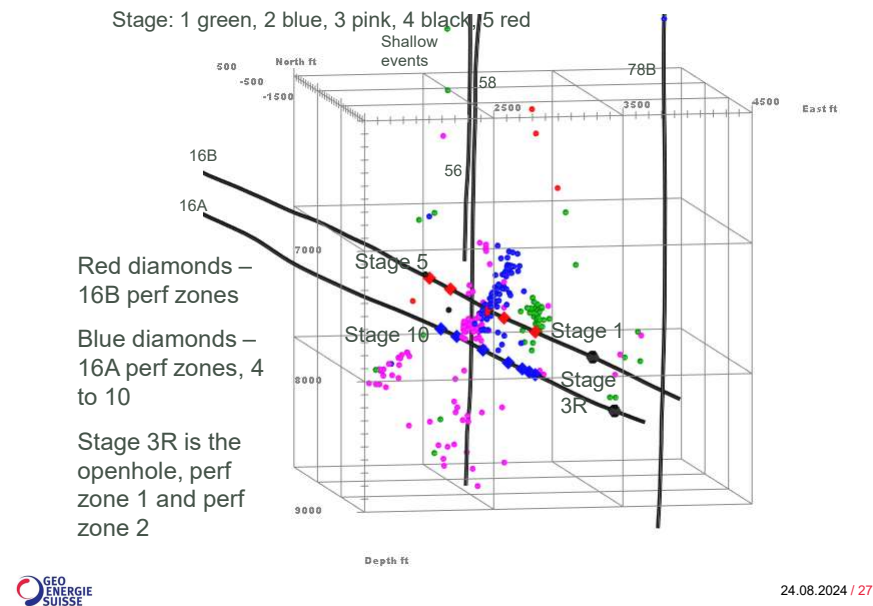 Stage: 1 green, 2 blue, 3 pink, 4 black, 5 red
Shallow
events
500
-500
-1500
North ft
58
2500
78B
3500
4500
East ft
16B
56
16A
7000
Stage 5
Red diamonds –
16B perf zones
Stage 10
Stage 1
Blue diamonds –
16A perf zones, 4
to 10
8000
Stage
3R
Stage 3R is the
openhole, perf
zone 1 and perf
zone 2
9000
Depth ft
GEO
ENERGIE
SUISSE
24.08.2024 / 27